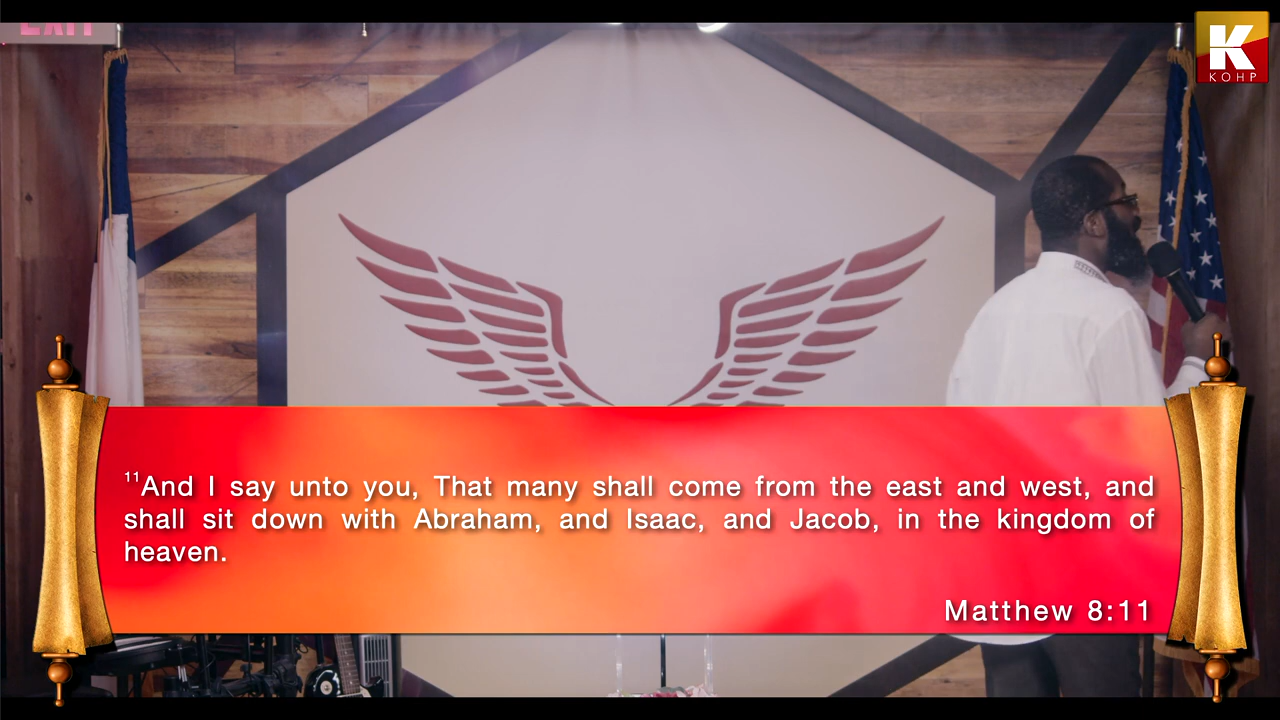 EXIT
K
KOHP
11And I say unto you, That many shall come from the east and west, and
shall sit down with Abraham, and Isaac, and Jacob, in the kingdom of
heaven.
Matthew 8:11